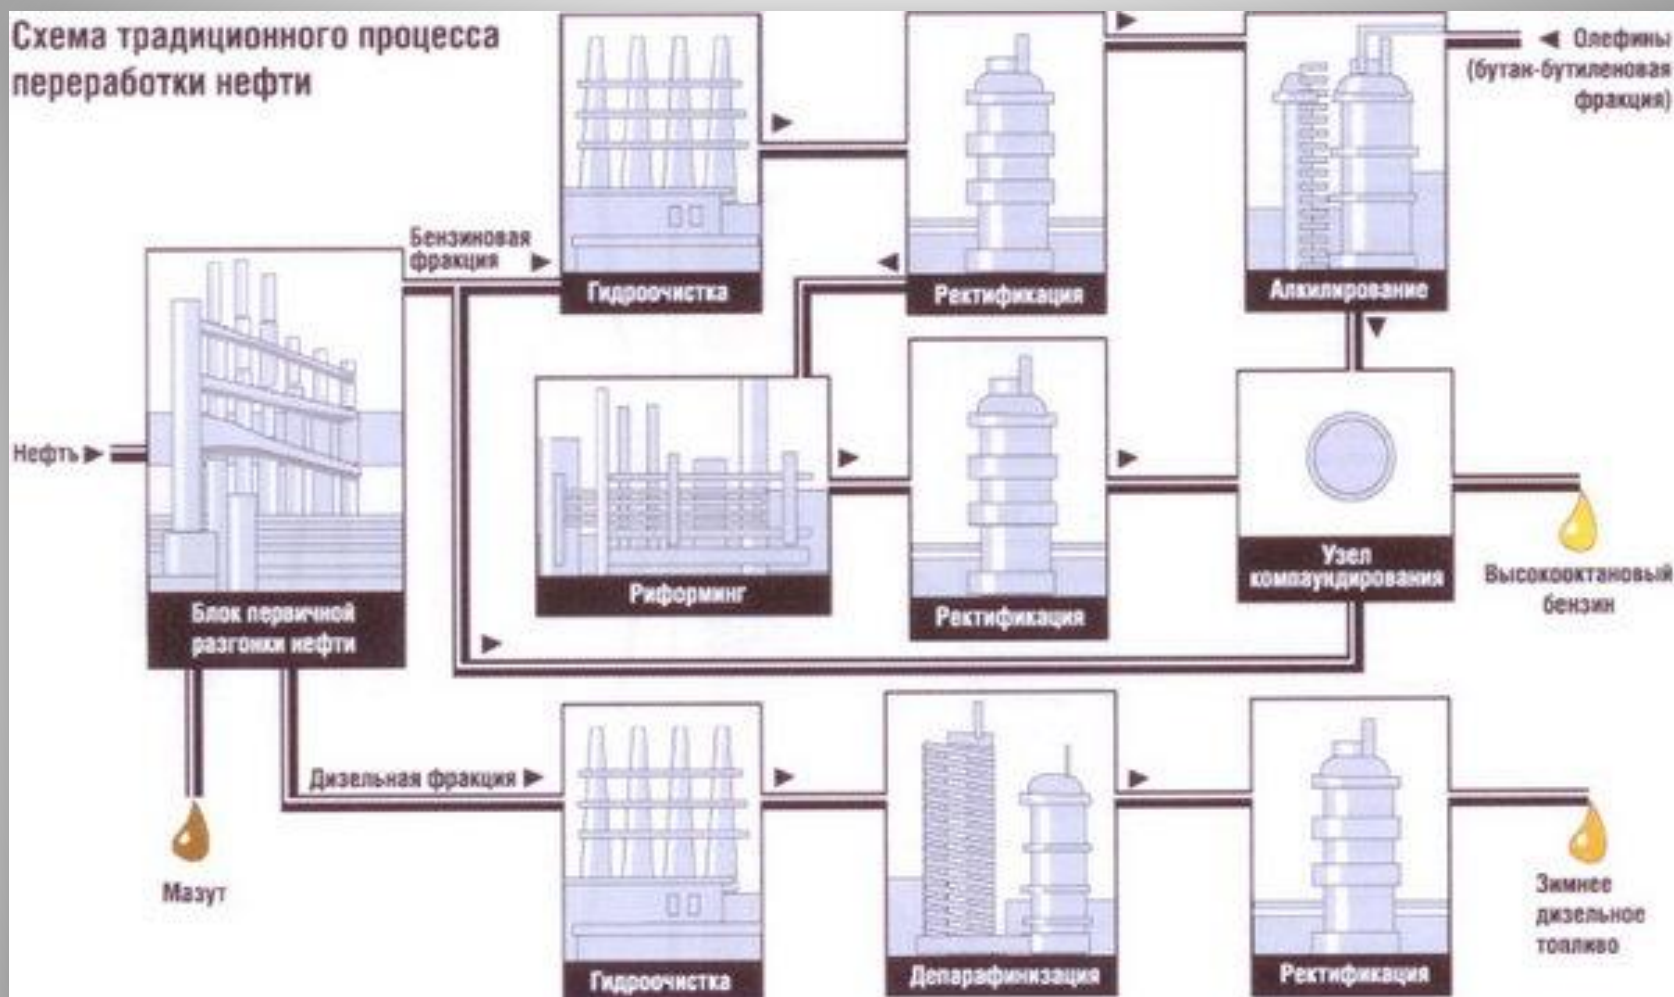 Схема традиционного процесса
переработки нефти
Олефины
(бутан-бутиленовая
фракция)
Бензиновая
фракция
Гидроочистка
Ректификация
Алкилирование
Нефть
Риформинг
Ректификация
Узел
компаундирования
Высокооктановый
бензин
Блок первичной
разгонки нефти
Дизельная фракция
Мазут
Гидроочистка
Депарафинизация
Ректификация
Зимнее
дизельное
топливо